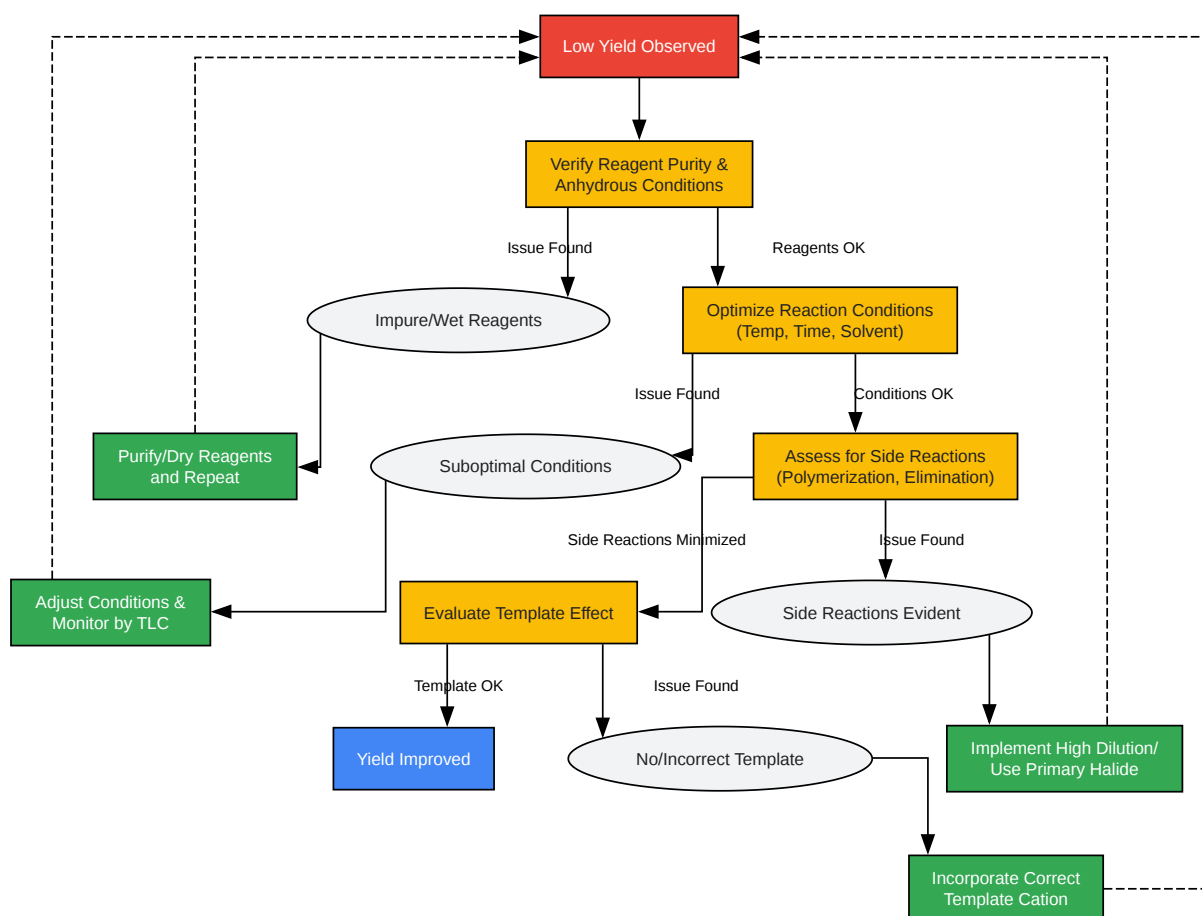 Low Yield Observed
Verify Reagent Purity &
Anhydrous Conditions
Issue Found
Reagents OK
Impure/Wet Reagents
Optimize Reaction Conditions
(Temp, Time, Solvent)
Issue Found
Conditions OK
Purify/Dry Reagents
and Repeat
Suboptimal Conditions
Assess for Side Reactions
(Polymerization, Elimination)
Side Reactions Minimized
Issue Found
Adjust Conditions &
Monitor by TLC
Evaluate Template Effect
Side Reactions Evident
Template OK
Issue Found
Yield Improved
No/Incorrect Template
Implement High Dilution/
Use Primary Halide
Incorporate Correct
Template Cation